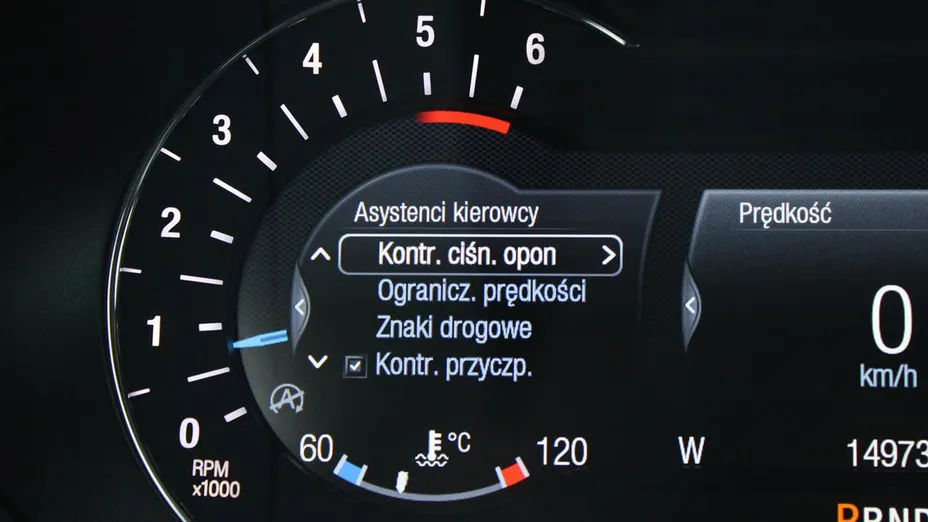 6
5
4
3
2
1
0
RPM
x1000
Asystenci kierowcy
Kontr. ciśn. opon
Ogranicz. prędkości
Znaki drogowe
Kontr. przyczp.
A
60
°C
120
Prędkość
0
km/h
W
14973
PRND